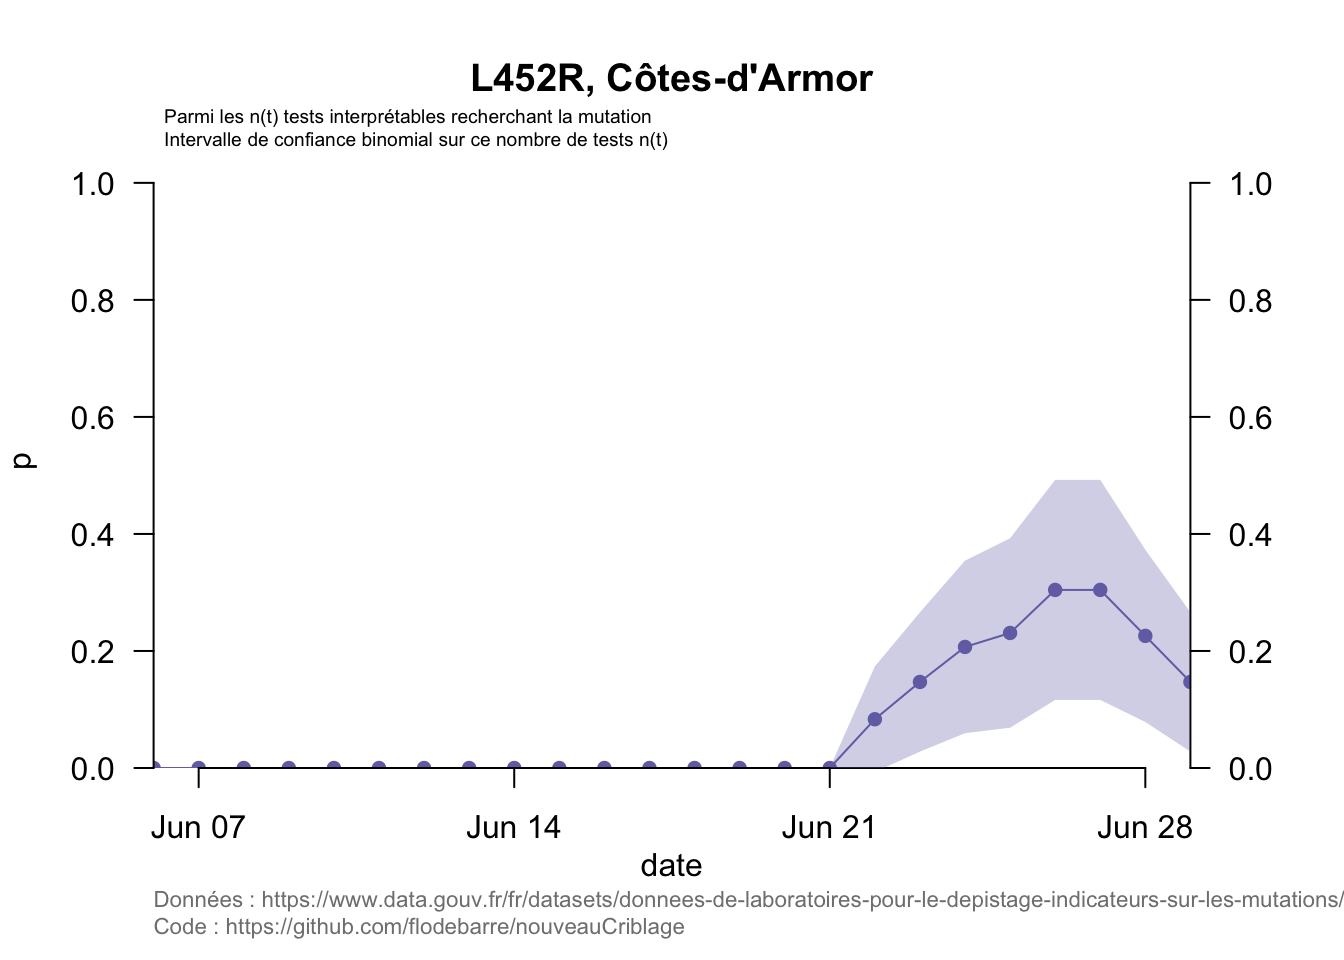 L452R, Côtes-d'Armor
Parmi les n(t) tests interprétables recherchant la mutation
Intervalle de confiance binomial sur ce nombre de tests n(t)
1.0
0.8
0.6
0.4
0.2
0.0
p
1.0
0.8
0.6
0.4
0.2
0.0
Jun 07 Jun 14 Jun 21 Jun 28
date
Données : https://www.data.gouv.fr/fr/datasets/donnees-de-laboratoires-pour-le-depistage-indicateurs-sur-les-mutations/
Code : https://github.com/flodebarre/nouveauCriblage